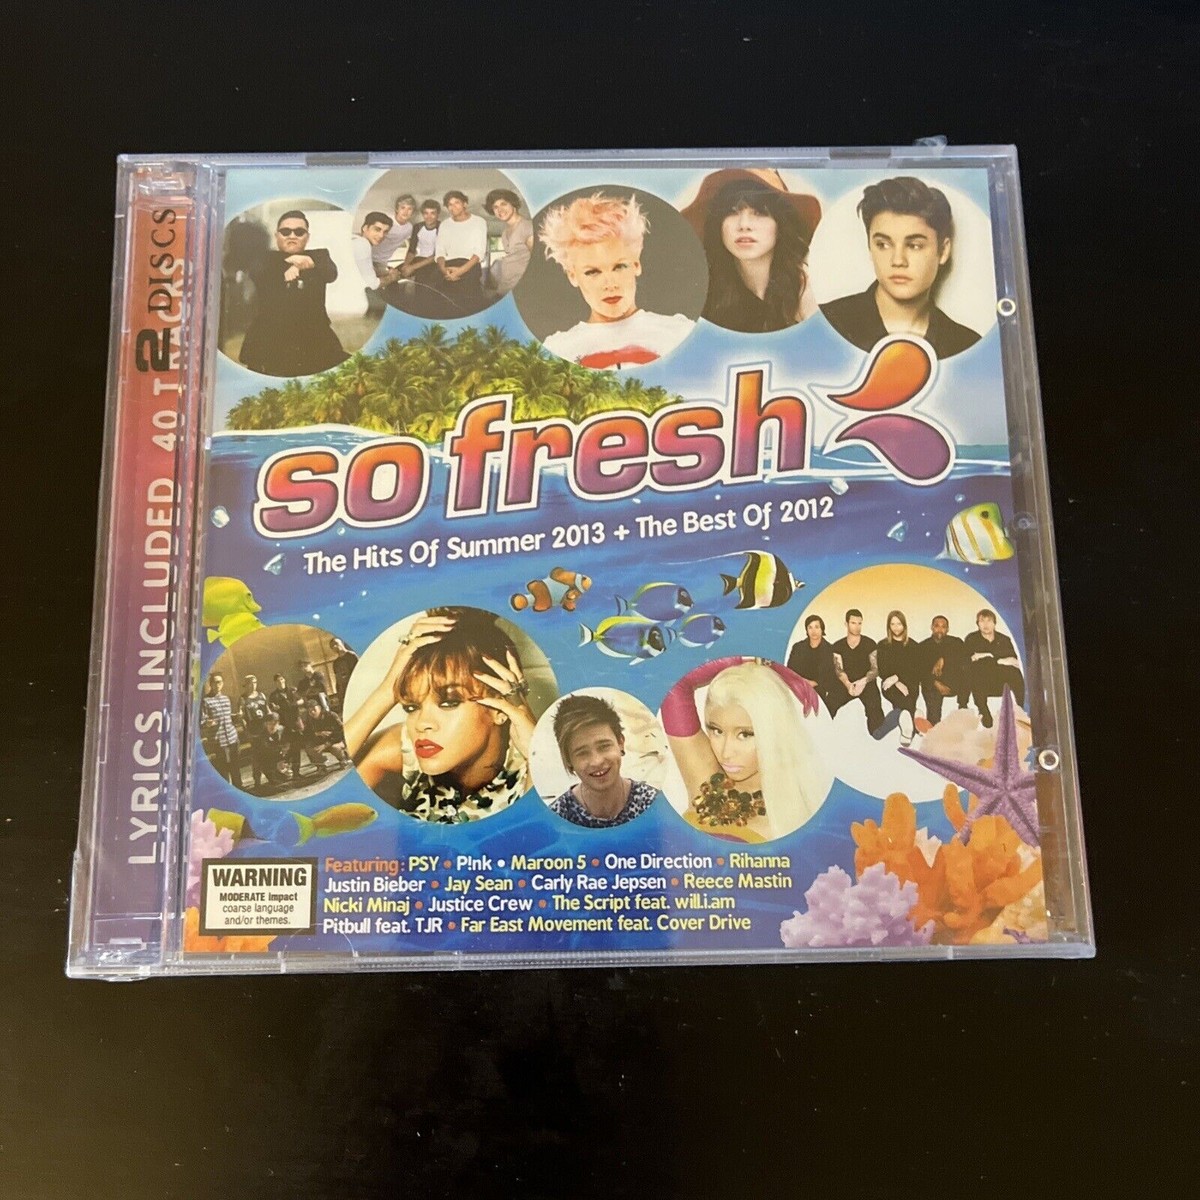 2 DISCS
LYRICS INCLUDED 40 TRACKS
so fresh
The Hits Of Summer 2013 + The Best Of 2012
WARNING
MODERATE impact
coarse language
and/or themes.
Featuring: PSY • P!nk • Maroon 5 • One Direction • Rihanna
Justin Bieber • Jay Sean • Carly Rae Jepsen • Reece Mastin
Nicki Minaj • Justice Crew • The Script feat. will.i.am
Pitbull feat. TJR • Far East Movement feat. Cover Drive